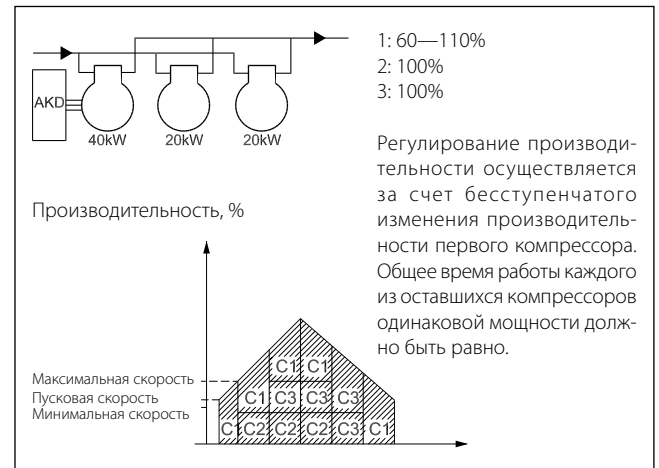 AKD
40kW
20kW
20kW
1: 60—110%
2: 100%
3: 100%
Регулирование производи-
тельности осуществляется
за счет бесступенчатого
изменения производитель-
ности первого компрессора.
Общее время работы каждого
из оставшихся компрессоров
одинаковой мощности долж-
но быть равно.
Производительность, %
Максимальная скорость
Пусковая скорость
Минимальная скорость
C1 C1
C1 C3 C3 C3
C1 C2 C2 C2 C3 C1